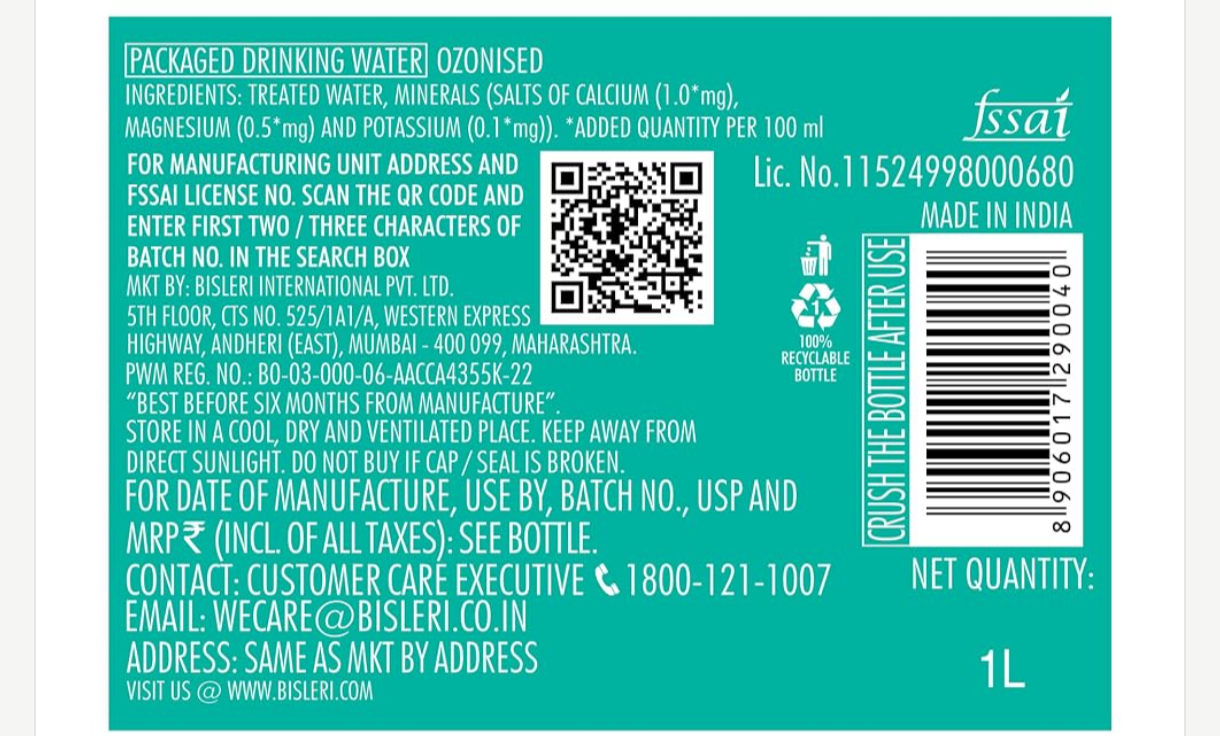 PACKAGED DRINKING WATER OZONISED
INGREDIENTS: TREATED WATER, MINERALS (SALTS OF CALCIUM (1.0*mg),
MAGNESIUM (0.5*mg) AND POTASSIUM (0.1*mg)). *ADDED QUANTITY PER 100 ml
FOR MANUFACTURING UNIT ADDRESS AND
FSSAI LICENSE NO. SCAN THE QR CODE AND
ENTER FIRST TWO / THREE CHARACTERS OF
BATCH NO. IN THE SEARCH BOX
MKT BY: BISLERI INTERNATIONAL PVT. LTD.
5TH FLOOR, CTS NO. 525/1A1/A, WESTERN EXPRESS
HIGHWAY, ANDHERI (EAST), MUMBAI - 400 099, MAHARASHTRA.
PWM REG. NO.: BO-03-000-06-AACCA4355K-22
“BEST BEFORE SIX MONTHS FROM MANUFACTURE”.
STORE IN A COOL, DRY AND VENTILATED PLACE. KEEP AWAY FROM
DIRECT SUNLIGHT. DO NOT BUY IF CAP / SEAL IS BROKEN.
FOR DATE OF MANUFACTURE, USE BY, BATCH NO., USP AND
MRP₹ (INCL. OF ALL TAXES): SEE BOTTLE.
CONTACT: CUSTOMER CARE EXECUTIVE 1800-121-1007
EMAIL: WECARE@BISLERI.CO.IN
ADDRESS: SAME AS MKT BY ADDRESS
VISIT US @ WWW.BISLERI.COM
fssai
Lic. No.11524998000680
MADE IN INDIA
1
100%
RECYCLABLE
BOTTLE
CRUSH THE BOTTLE AFTER USE
8 906017 290040
NET QUANTITY:
1L